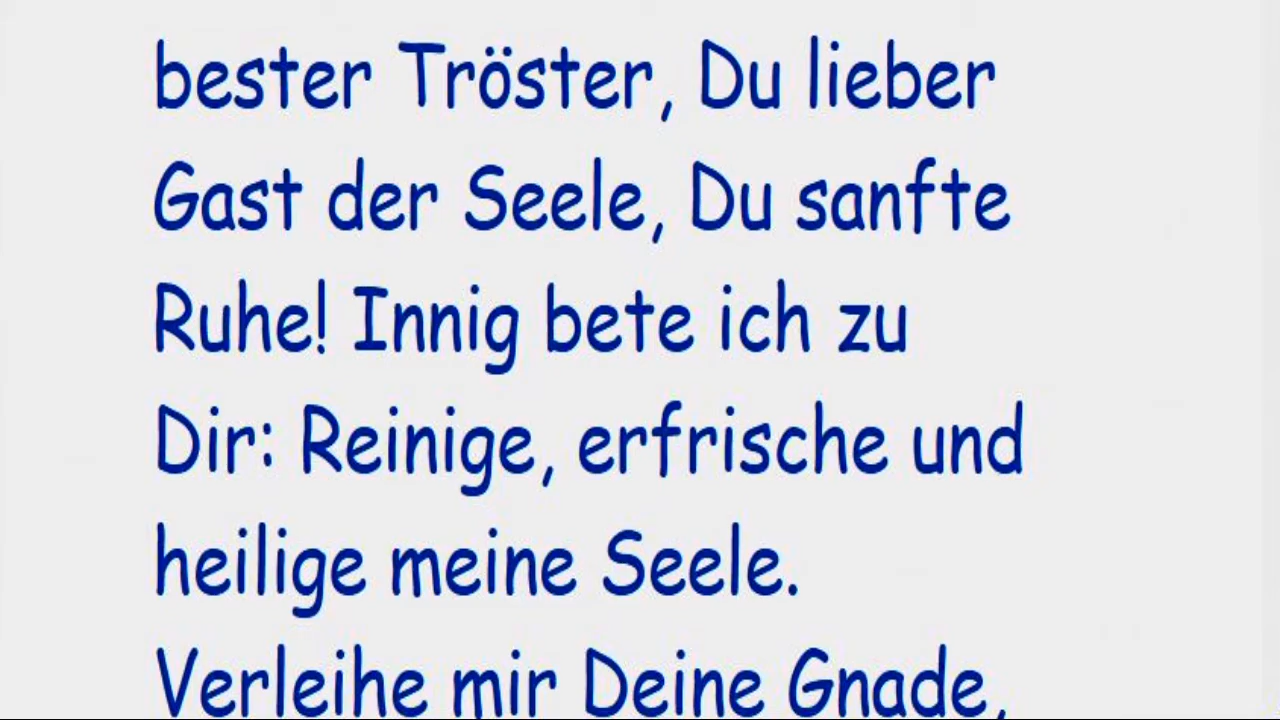 bester Tröster, Du lieber
Gast der Seele, Du sanfte
Ruhe! Innig bete ich zu
Dir: Reinige, erfrische und
heilige meine Seele.
Verleihe mir Deine Gnade,